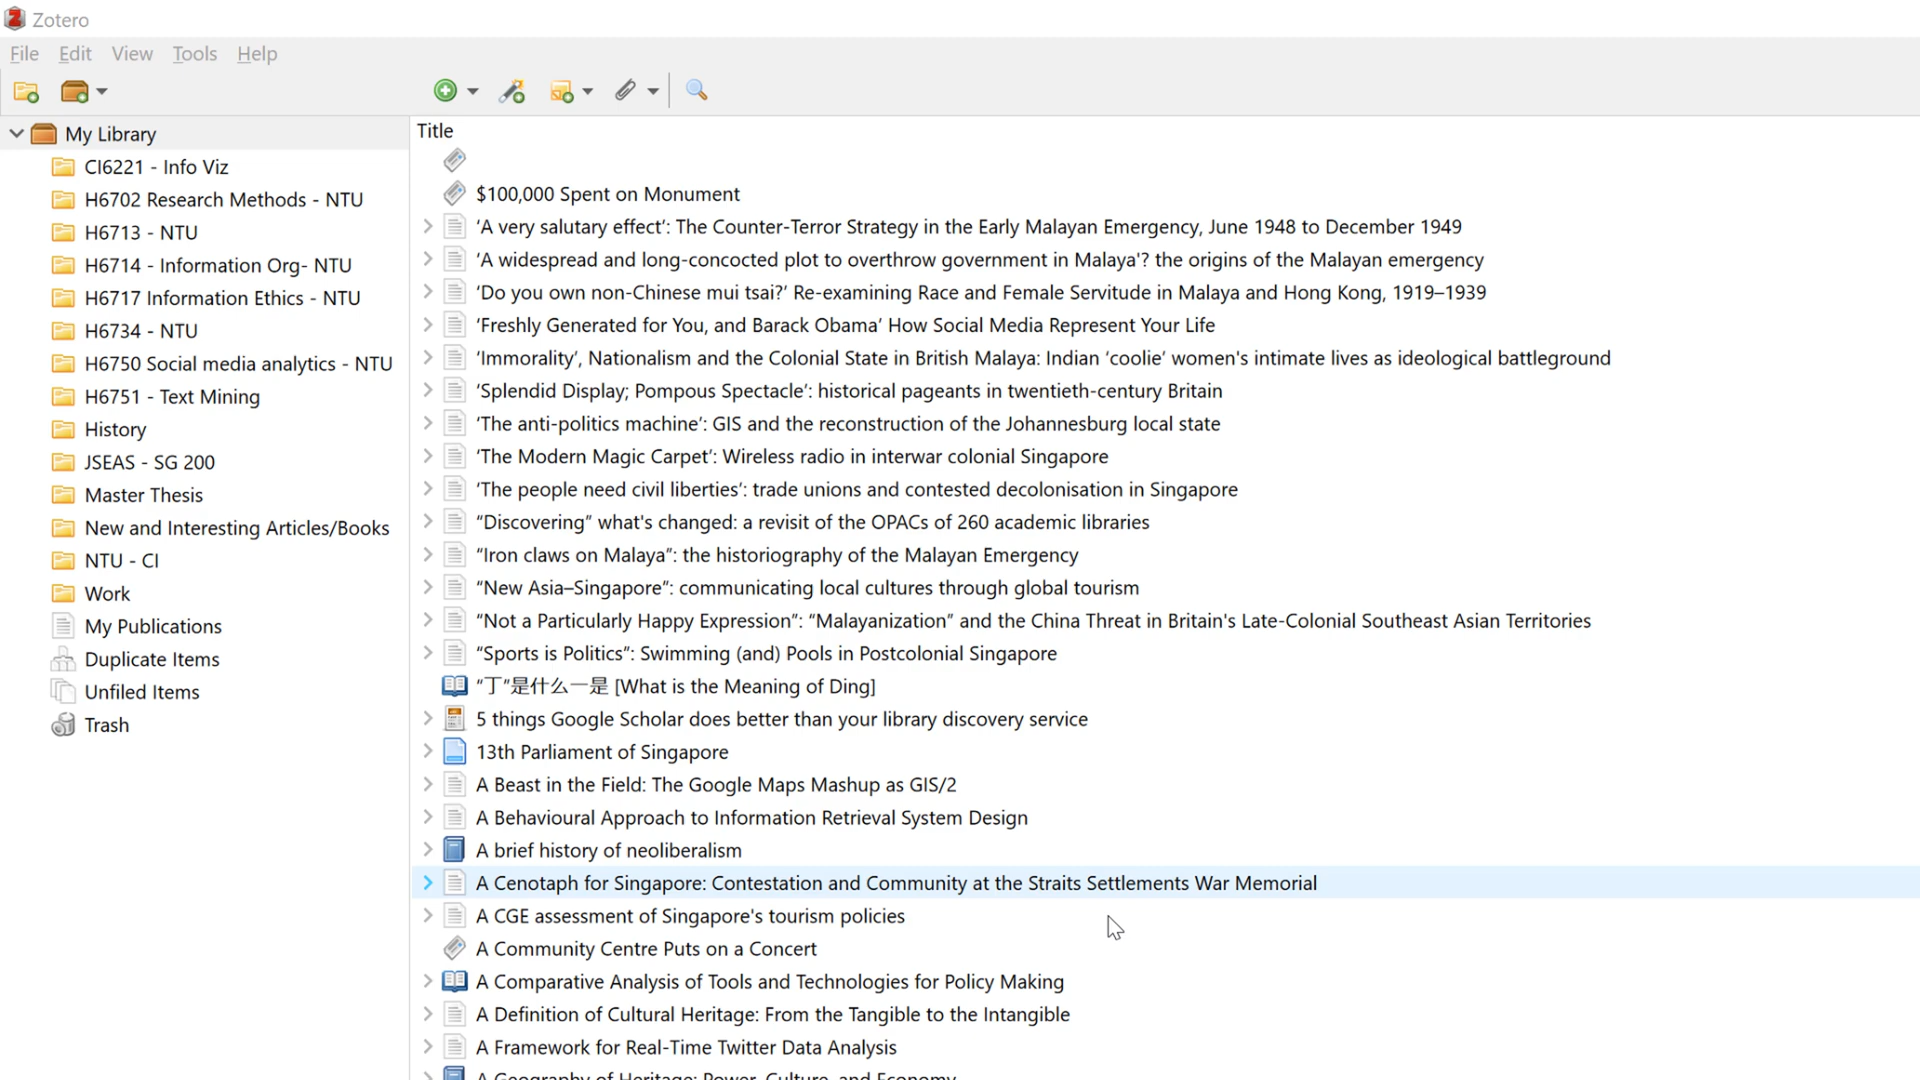 Zotero
File Edit View Tools Help
My Library
CI6221 - Info Viz
H6702 Research Methods - NTU
H6713 - NTU
H6714 - Information Org- NTU
H6717 Information Ethics - NTU
H6734 - NTU
H6750 Social media analytics - NTU
H6751 - Text Mining
History
JSEAS - SG 200
Master Thesis
New and Interesting Articles/Books
NTU - CI
Work
My Publications
Duplicate Items
Unfiled Items
Trash
Title
$100,000 Spent on Monument
‘A very salutary effect’: The Counter-Terror Strategy in the Early Malayan Emergency, June 1948 to December 1949
‘A widespread and long-concocted plot to overthrow government in Malaya'? the origins of the Malayan emergency
‘Do you own non-Chinese mui tsai?’ Re-examining Race and Female Servitude in Malaya and Hong Kong, 1919–1939
‘Freshly Generated for You, and Barack Obama’ How Social Media Represent Your Life
‘Immorality’, Nationalism and the Colonial State in British Malaya: Indian ‘coolie’ women's intimate lives as ideological battleground
‘Splendid Display; Pompous Spectacle’: historical pageants in twentieth-century Britain
‘The anti-politics machine’: GIS and the reconstruction of the Johannesburg local state
‘The Modern Magic Carpet’: Wireless radio in interwar colonial Singapore
‘The people need civil liberties’: trade unions and contested decolonisation in Singapore
“Discovering” what's changed: a revisit of the OPACs of 260 academic libraries
“Iron claws on Malaya”: the historiography of the Malayan Emergency
“New Asia–Singapore”: communicating local cultures through global tourism
“Not a Particularly Happy Expression”: “Malayanization” and the China Threat in Britain's Late-Colonial Southeast Asian Territories
“Sports is Politics”: Swimming (and) Pools in Postcolonial Singapore
“丁”是什么一是 [What is the Meaning of Ding]
5 things Google Scholar does better than your library discovery service
13th Parliament of Singapore
A Beast in the Field: The Google Maps Mashup as GIS/2
A Behavioural Approach to Information Retrieval System Design
A brief history of neoliberalism
A Cenotaph for Singapore: Contestation and Community at the Straits Settlements War Memorial
A CGE assessment of Singapore's tourism policies
A Community Centre Puts on a Concert
A Comparative Analysis of Tools and Technologies for Policy Making
A Definition of Cultural Heritage: From the Tangible to the Intangible
A Framework for Real-Time Twitter Data Analysis
A Geography of Heritage: Power, Culture, and Economy